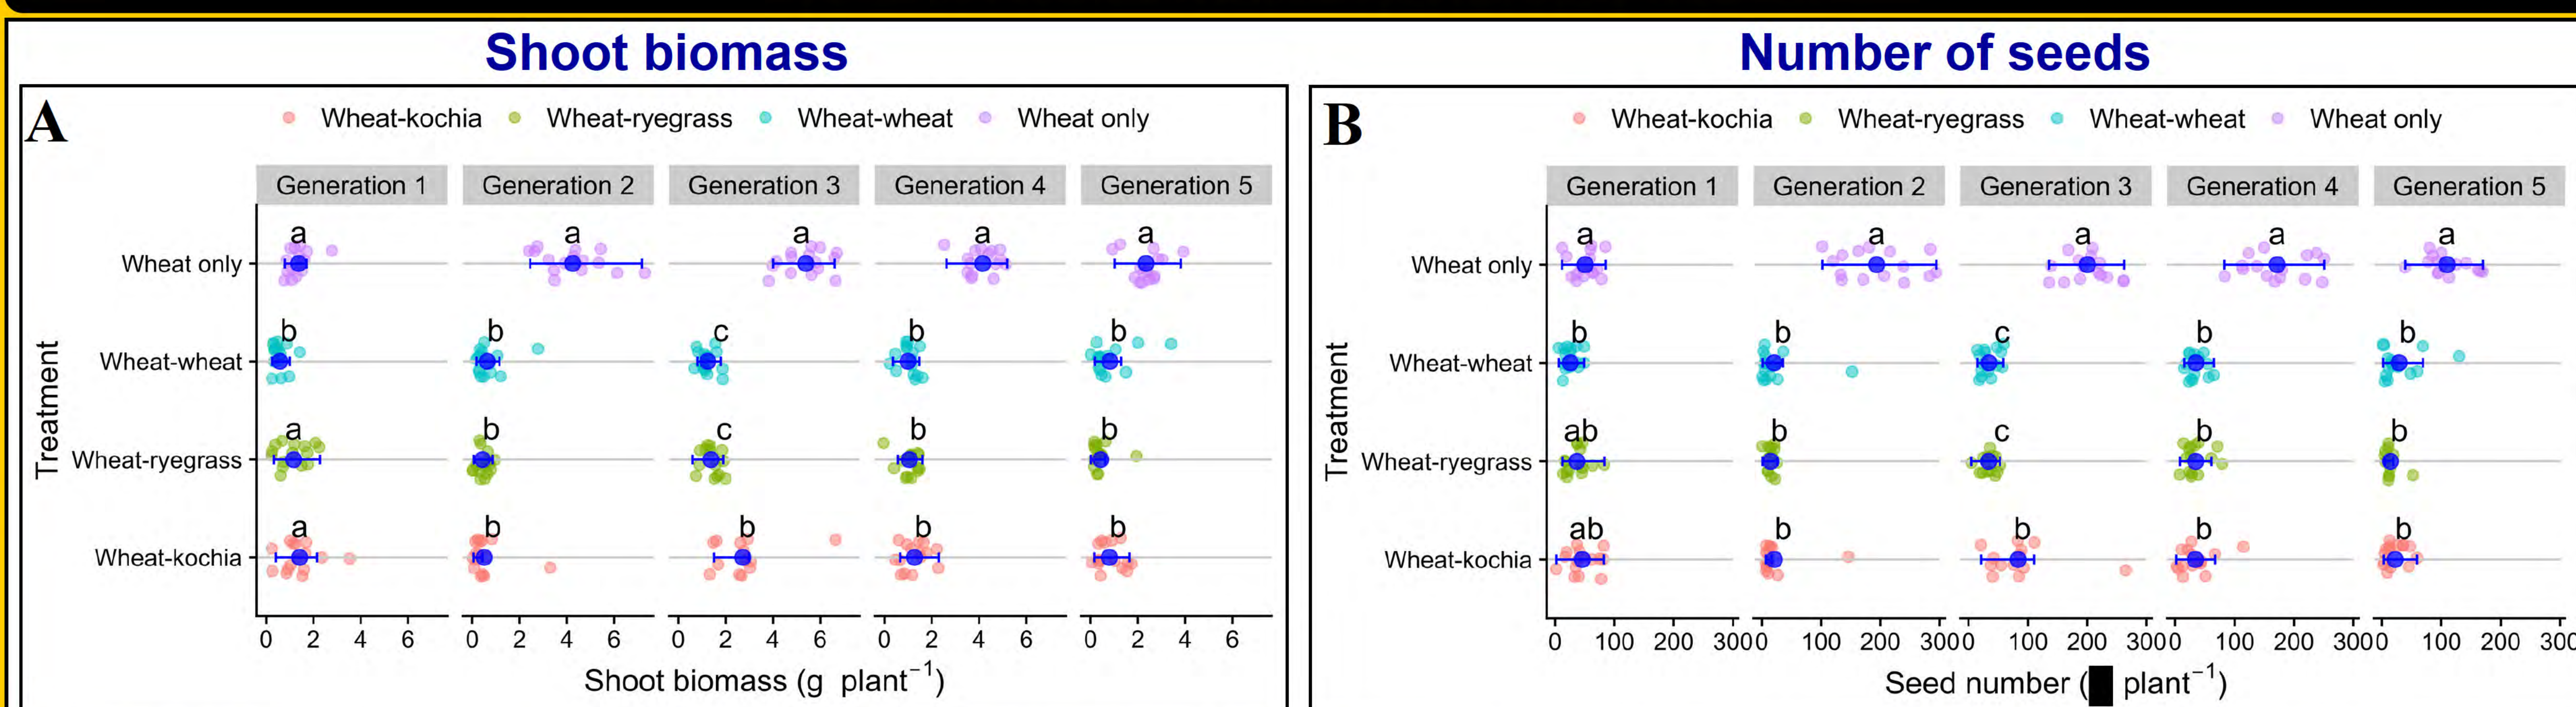 Shoot biomass
A
Wheat-kochia Wheat-ryegrass Wheat-wheat Wheat only
Generation 1 Generation 2 Generation 3 Generation 4 Generation 5
a a a a a
Wheat only
b b c b b
Wheat-wheat
a b c b b
Wheat-ryegrass
a b b b b
Wheat-kochia
Treatment
0 2 4 6 0 2 4 6 0 2 4 6 0 2 4 6 0 2 4 6
Shoot biomass (g plant⁻¹)
Number of seeds
B
Wheat-kochia Wheat-ryegrass Wheat-wheat Wheat only
Generation 1 Generation 2 Generation 3 Generation 4 Generation 5
a a a a a
Wheat only
b b c b b
Wheat-wheat
ab b c b b
Wheat-ryegrass
ab b b b b
Wheat-kochia
Treatment
0 100 200 300 0 100 200 300 0 100 200 300 0 100 200 300 0 100 200 300
Seed number ( plant⁻¹)